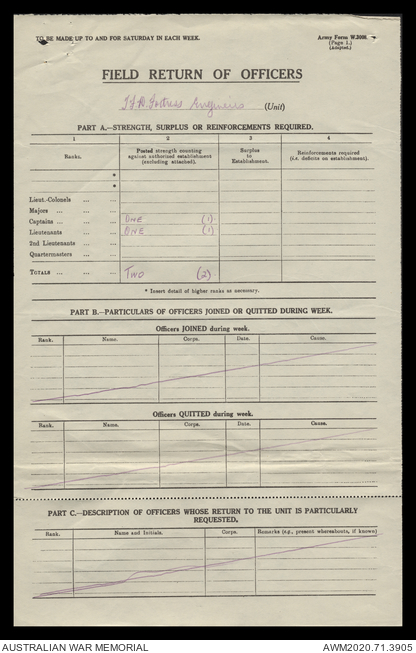 TO BE MADE UP TO AND FOR SATURDAY IN EACH WEEK.
Army Form W.3008.
(Page 1.)
(Adapted.)
FIELD RETURN OF OFFICERS
Engineers (Unit)
PART A.—STRENGTH, SURPLUS OR REINFORCEMENTS REQUIRED.
1 2 3 4
Ranks. Posted strength counting against authorized establishment (excluding attached). Surplus to Establishment. Reinforcements required (i.e. deficits on establishment).
*
*
Lieut.-Colonels ... ...
Majors ... ... ...
Captains ... ... ... ONE (1)
Lieutenants ... ... ONE (1)
2nd Lieutenants ... ...
Quartermasters ... ...
TOTALS ... ... ... TWO (2)
* Insert detail of higher ranks as necessary.
PART B.—PARTICULARS OF OFFICERS JOINED OR QUITTED DURING WEEK.
Officers JOINED during week.
Rank. Name. Corps. Date. Cause.
Officers QUITTED during week.
Rank. Name. Corps. Date. Cause.
PART C.—DESCRIPTION OF OFFICERS WHOSE RETURN TO THE UNIT IS PARTICULARLY
REQUESTED.
Rank. Name and Initials. Corps. Remarks (e.g., present whereabouts, if known)
AUSTRALIAN WAR MEMORIAL AWM2020.71.3905